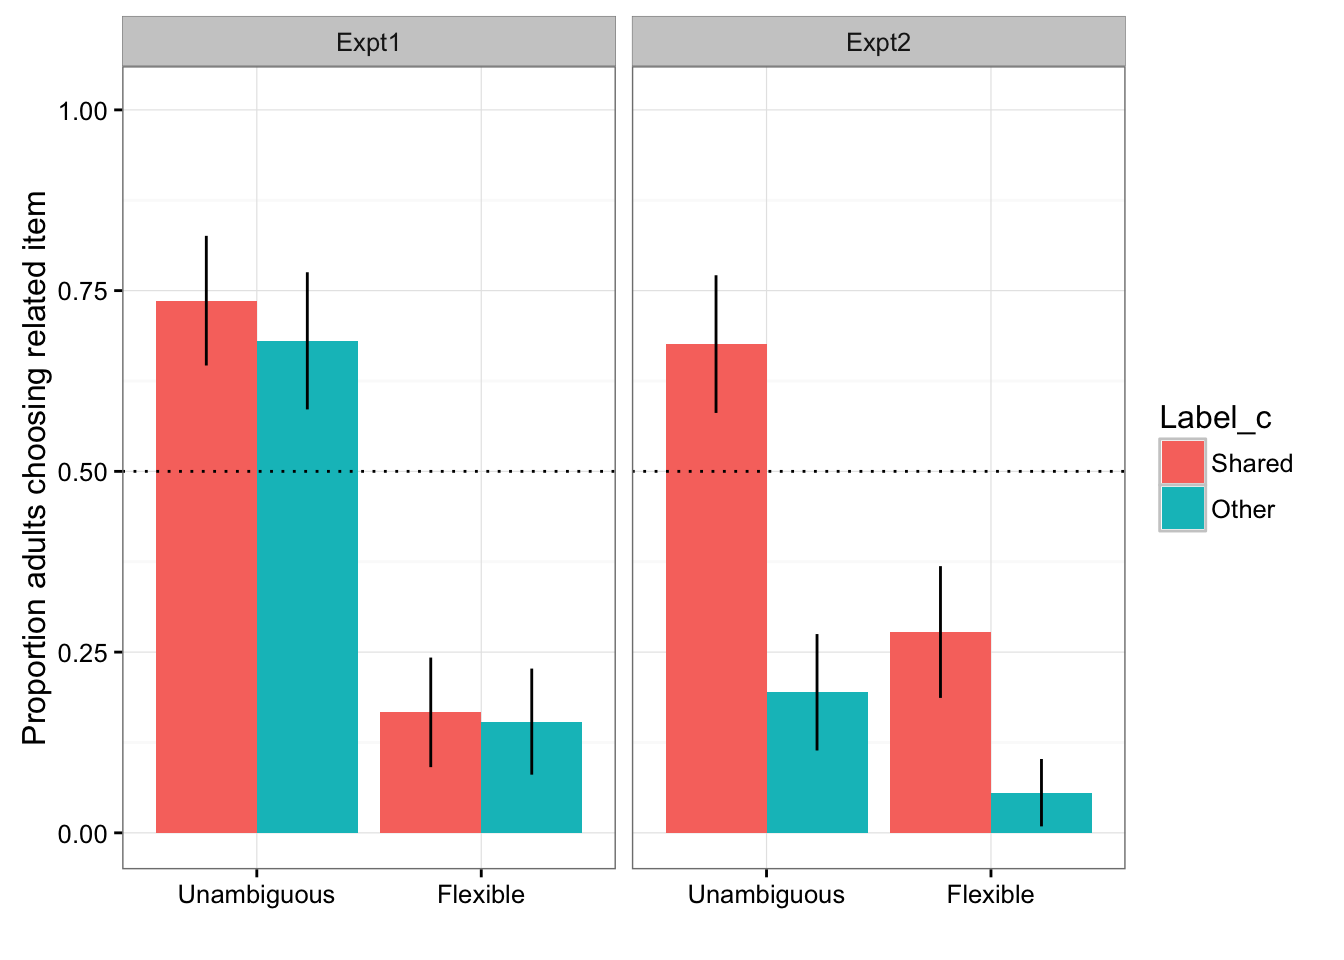 Expt1
Expt2
Proportion adults choosing related item
1.00
0.75
0.50
0.25
0.00
Unambiguous
Flexible
Unambiguous
Flexible
Label_c
Shared
Other